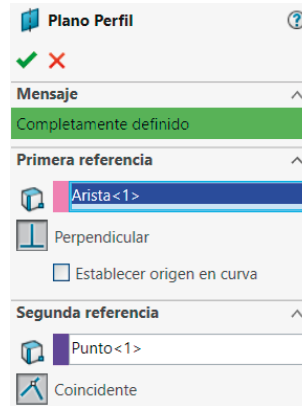 Plano Perfil
Mensaje
Completamente definido
Primera referencia
Arista<1>
Perpendicular
Establecer origen en curva
Segunda referencia
Punto<1>
Coincidente